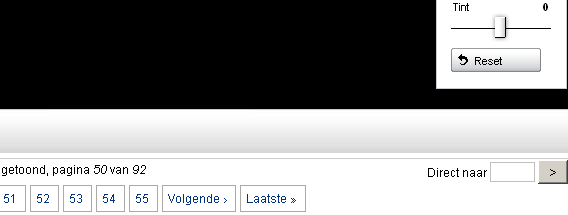 Tint 0
Reset
getoond, pagina 50 van 92
Direct naar >
51 52 53 54 55 Volgende › Laatste »